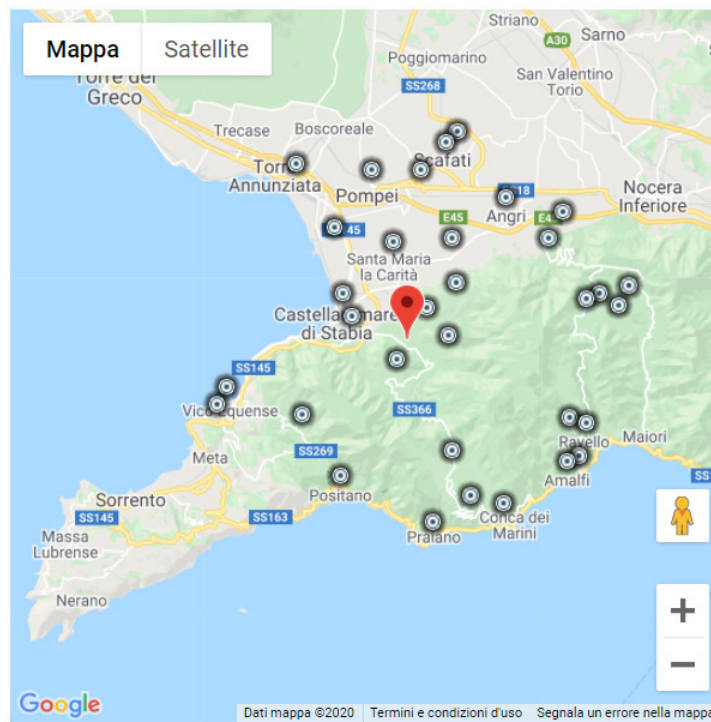 Mappa
Satellite
Striano
Sarno
A30
Poggiomarino
San Valentino
Torio
SS268
Torre del
Greco
Trecase
Boscoreale
Scafati
Torre
Annunziata
Pompei
SS18
Angri
Nocera
Inferiore
E45
SS145
Santa Maria
la Carità
Castellammare
di Stabia
SS145
Vico Equense
SS366
Meta
SS269
Ravello
Maiori
Amalfi
Positano
Sorrento
SS145
SS163
Conca dei
Marini
Praiano
Massa
Lubrense
Nerano
Google
Dati mappa ©2020
Termini e condizioni d'uso
Segnala un errore nella mappa